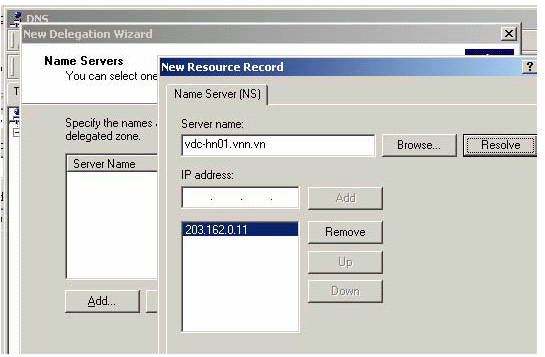 DNS
New Delegation Wizard
Name Servers
You can select one
New Resource Record
Name Server (NS)
Specify the names
delegated zone.
Server name:
vdc-hn01.vnn.vn
Browse...
Resolve
Server Name
IP address:
. . .
Add
203.162.0.11
Remove
Up
Down
Add...